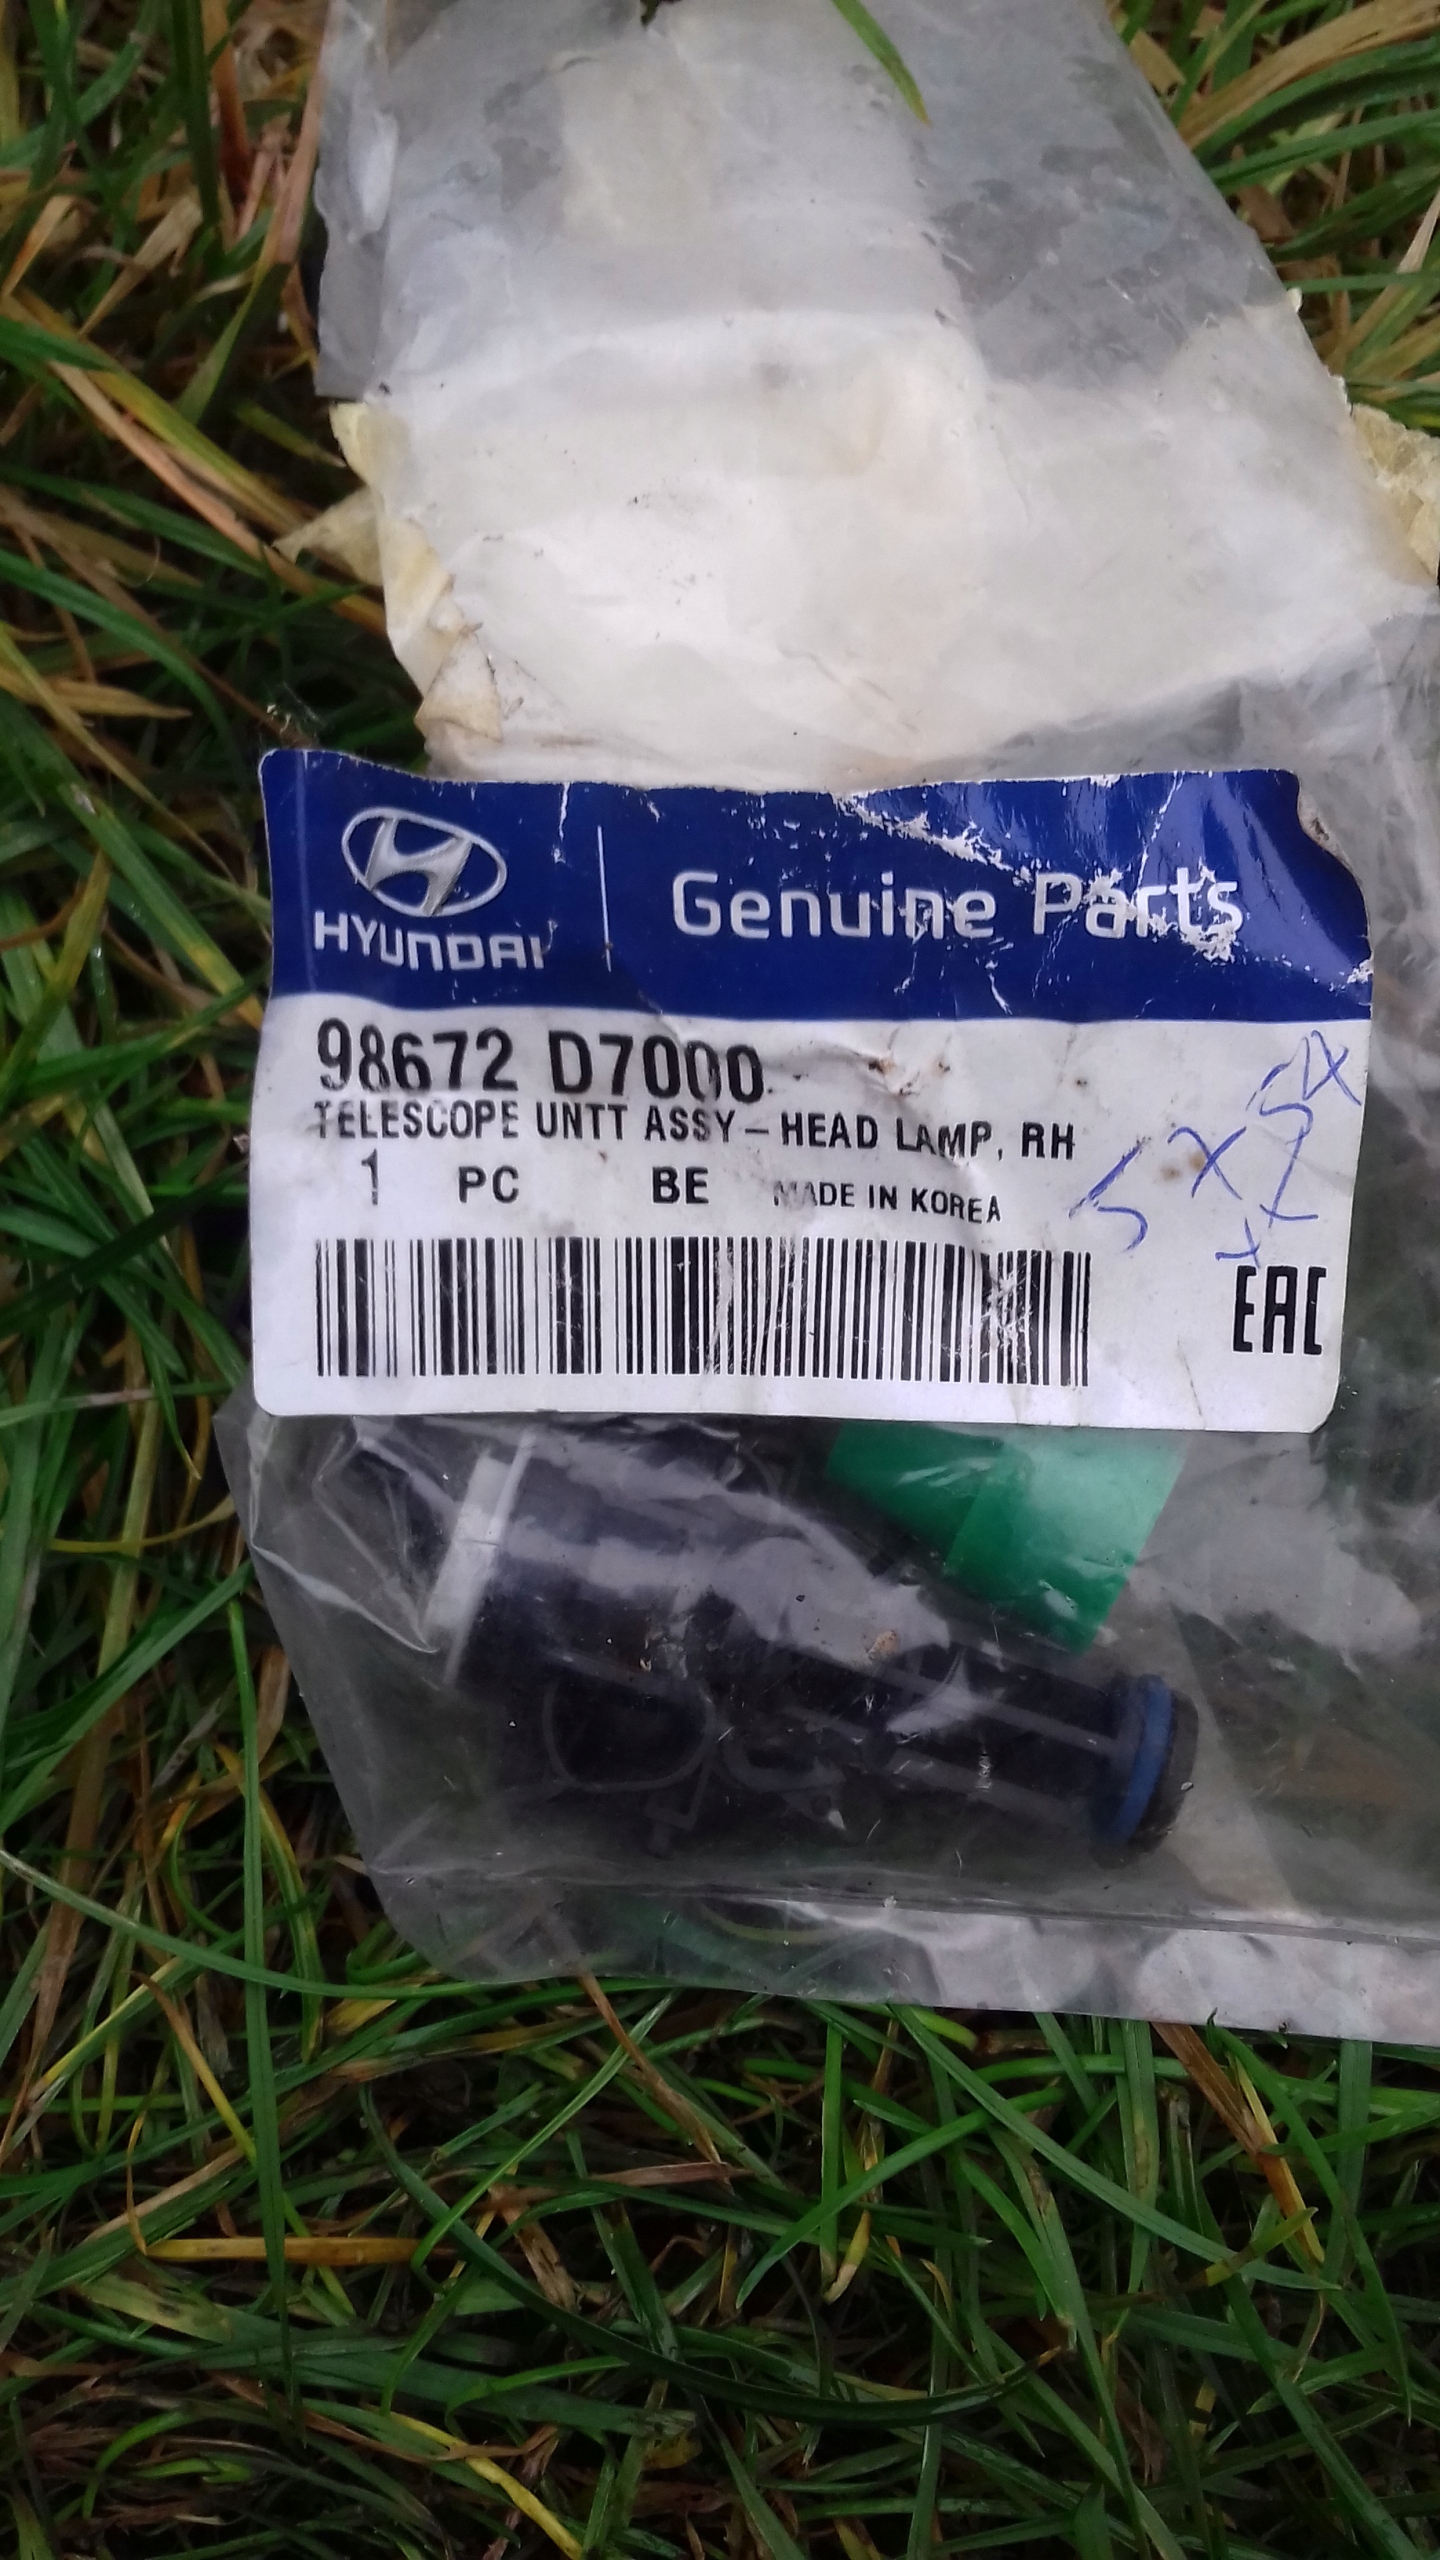 HYUNDAI
Genuine Parts
98672 D7000
TELESCOPE UNTT ASSY-HEAD LAMP, RH
1 PC BE MADE IN KOREA
EAC